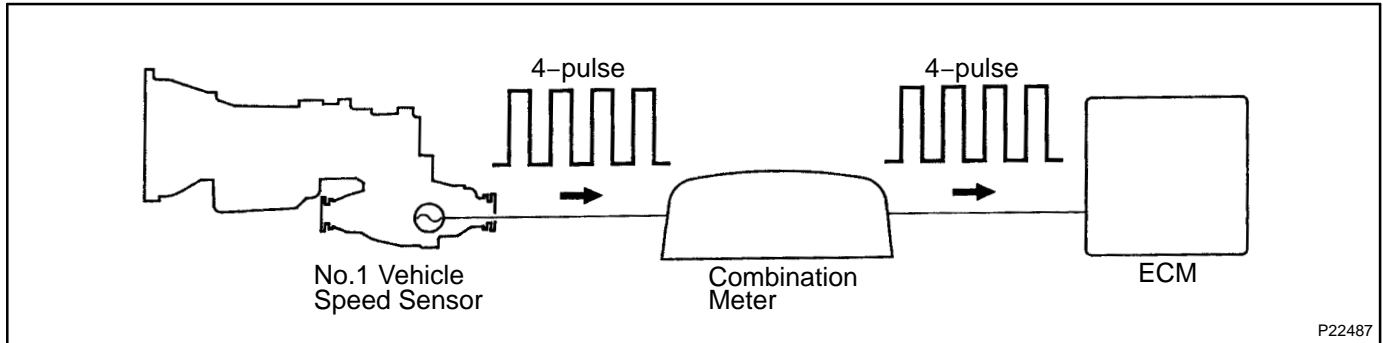 4−pulse
4−pulse
No.1 Vehicle
Speed Sensor
Combination
Meter
ECM
P22487